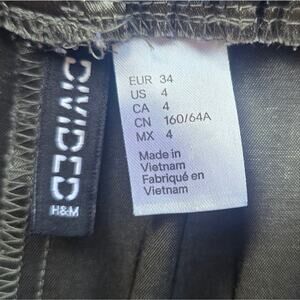 DIVIDED
H&M
EUR 34
US 4
CA 4
CN 160/64A
MX 4
Made in
Vietnam
Fabriqué en
Vietnam